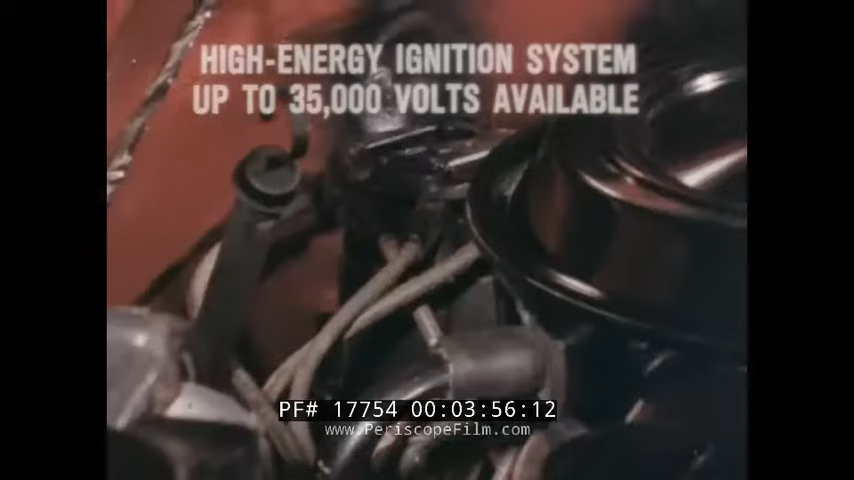 HIGH-ENERGY IGNITION SYSTEM
UP TO 35,000 VOLTS AVAILABLE
PF# 17754 00:03:56:12
www.PeriscopeFilm.com